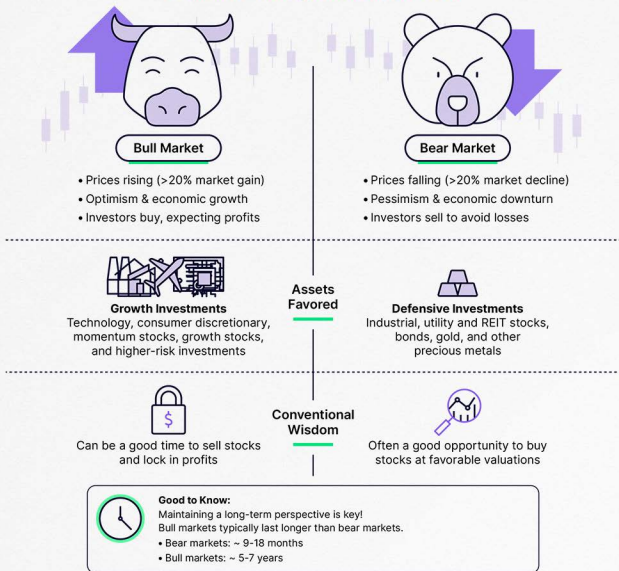 Bull Market
• Prices rising (>20% market gain)
• Optimism & economic growth
• Investors buy, expecting profits
Bear Market
• Prices falling (>20% market decline)
• Pessimism & economic downturn
• Investors sell to avoid losses
Assets
Favored
Growth Investments
Technology, consumer discretionary,
momentum stocks, growth stocks,
and higher-risk investments
Defensive Investments
Industrial, utility and REIT stocks,
bonds, gold, and other
precious metals
Conventional
Wisdom
$
Can be a good time to sell stocks
and lock in profits
Often a good opportunity to buy
stocks at favorable valuations
Good to Know:
Maintaining a long-term perspective is key!
Bull markets typically last longer than bear markets.
• Bear markets: ~ 9-18 months
• Bull markets: ~ 5-7 years